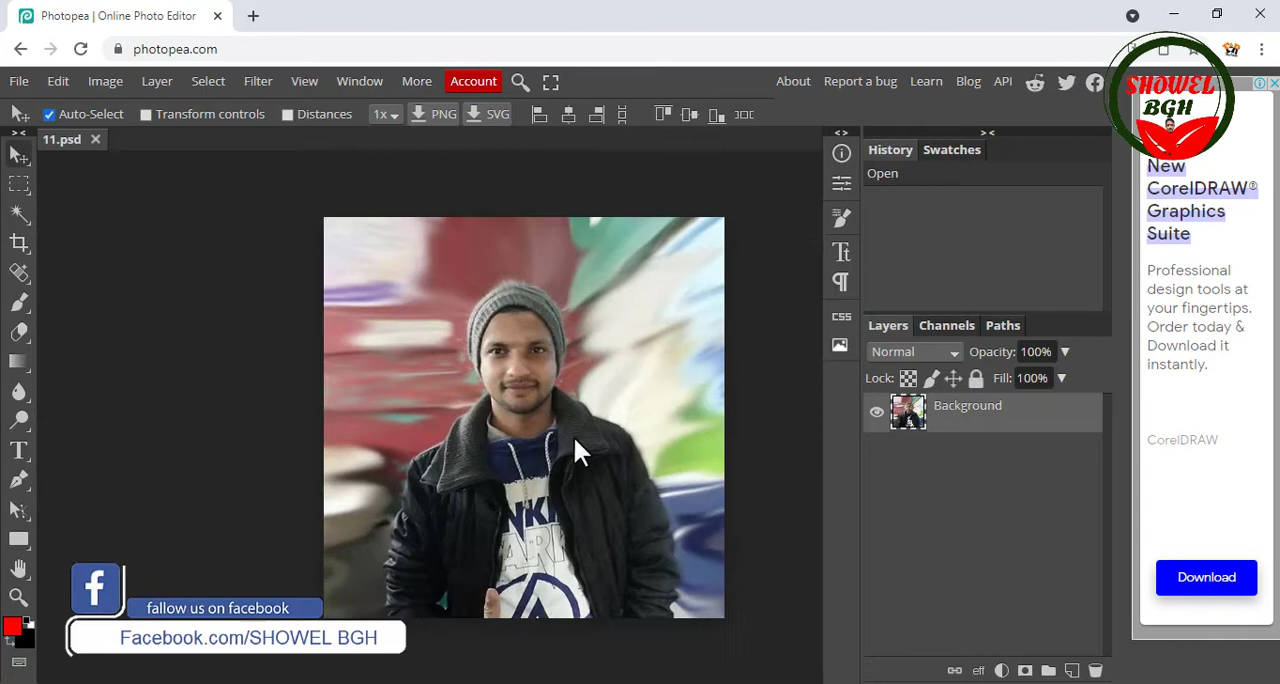 Photopea | Online Photo Editor
photopea.com
File Edit Image Layer Select Filter View Window More Account
About Report a bug Learn Blog API
Auto-Select Transform controls Distances 1x PNG SVG
11.psd
SHOWEL
BGH
History Swatches
Open
CSS
Layers Channels Paths
Normal Opacity: 100%
Lock: Fill: 100%
Background
eff
New
CorelDRAW®
Graphics
Suite
Professional
design tools at
your fingertips.
Order today &
Download it
instantly.
CorelDRAW
Download
fallow us on facebook
Facebook.com/SHOWEL BGH